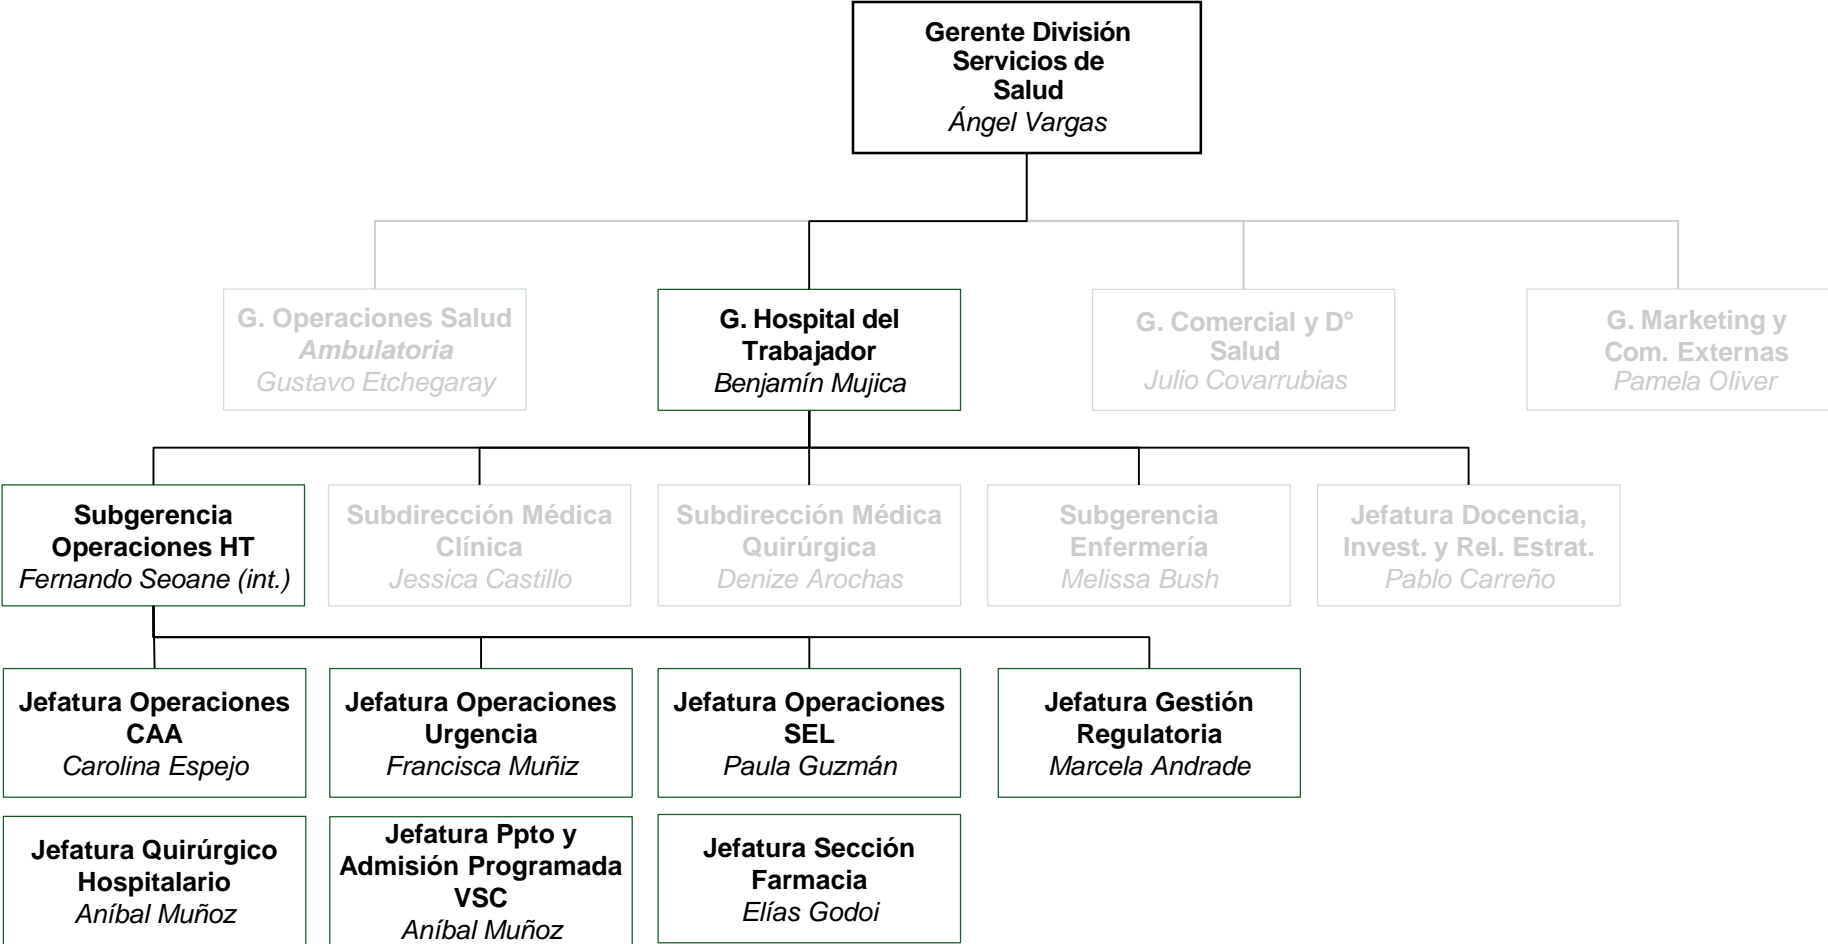 Gerente División
Servicios de
Salud
Ángel Vargas
G. Operaciones Salud
Ambulatoria
Gustavo Etchegaray
G. Hospital del
Trabajador
Benjamín Mujica
G. Comercial y D°
Salud
Julio Covarrubias
G. Marketing y
Com. Externas
Pamela Oliver
Subgerencia
Operaciones HT
Fernando Seoane (int.)
Subdirección Médica
Clínica
Jessica Castillo
Subdirección Médica
Quirúrgica
Denize Arochas
Subgerencia
Enfermería
Melissa Bush
Jefatura Docencia,
Invest. y Rel. Estrat.
Pablo Carreño
Jefatura Operaciones
CAA
Carolina Espejo
Jefatura Operaciones
Urgencia
Francisca Muñiz
Jefatura Operaciones
SEL
Paula Guzmán
Jefatura Gestión
Regulatoria
Marcela Andrade
Jefatura Quirúrgico
Hospitalario
Aníbal Muñoz
Jefatura Ppto y
Admisión Programada
VSC
Aníbal Muñoz
Jefatura Sección
Farmacia
Elías Godoi